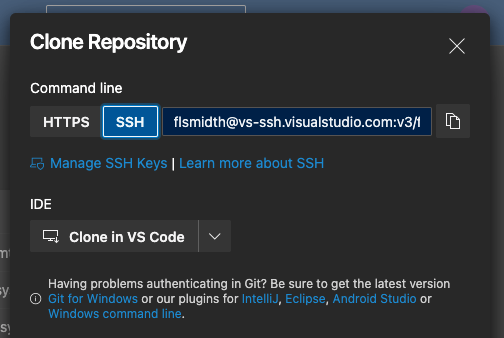 Clone Repository
Command line
HTTPS SSH flsmidth@vs-ssh.visualstudio.com:v3/f
Manage SSH Keys | Learn more about SSH
IDE
Clone in VS Code
Having problems authenticating in Git? Be sure to get the latest version
Git for Windows or our plugins for IntelliJ, Eclipse, Android Studio or
Windows command line.